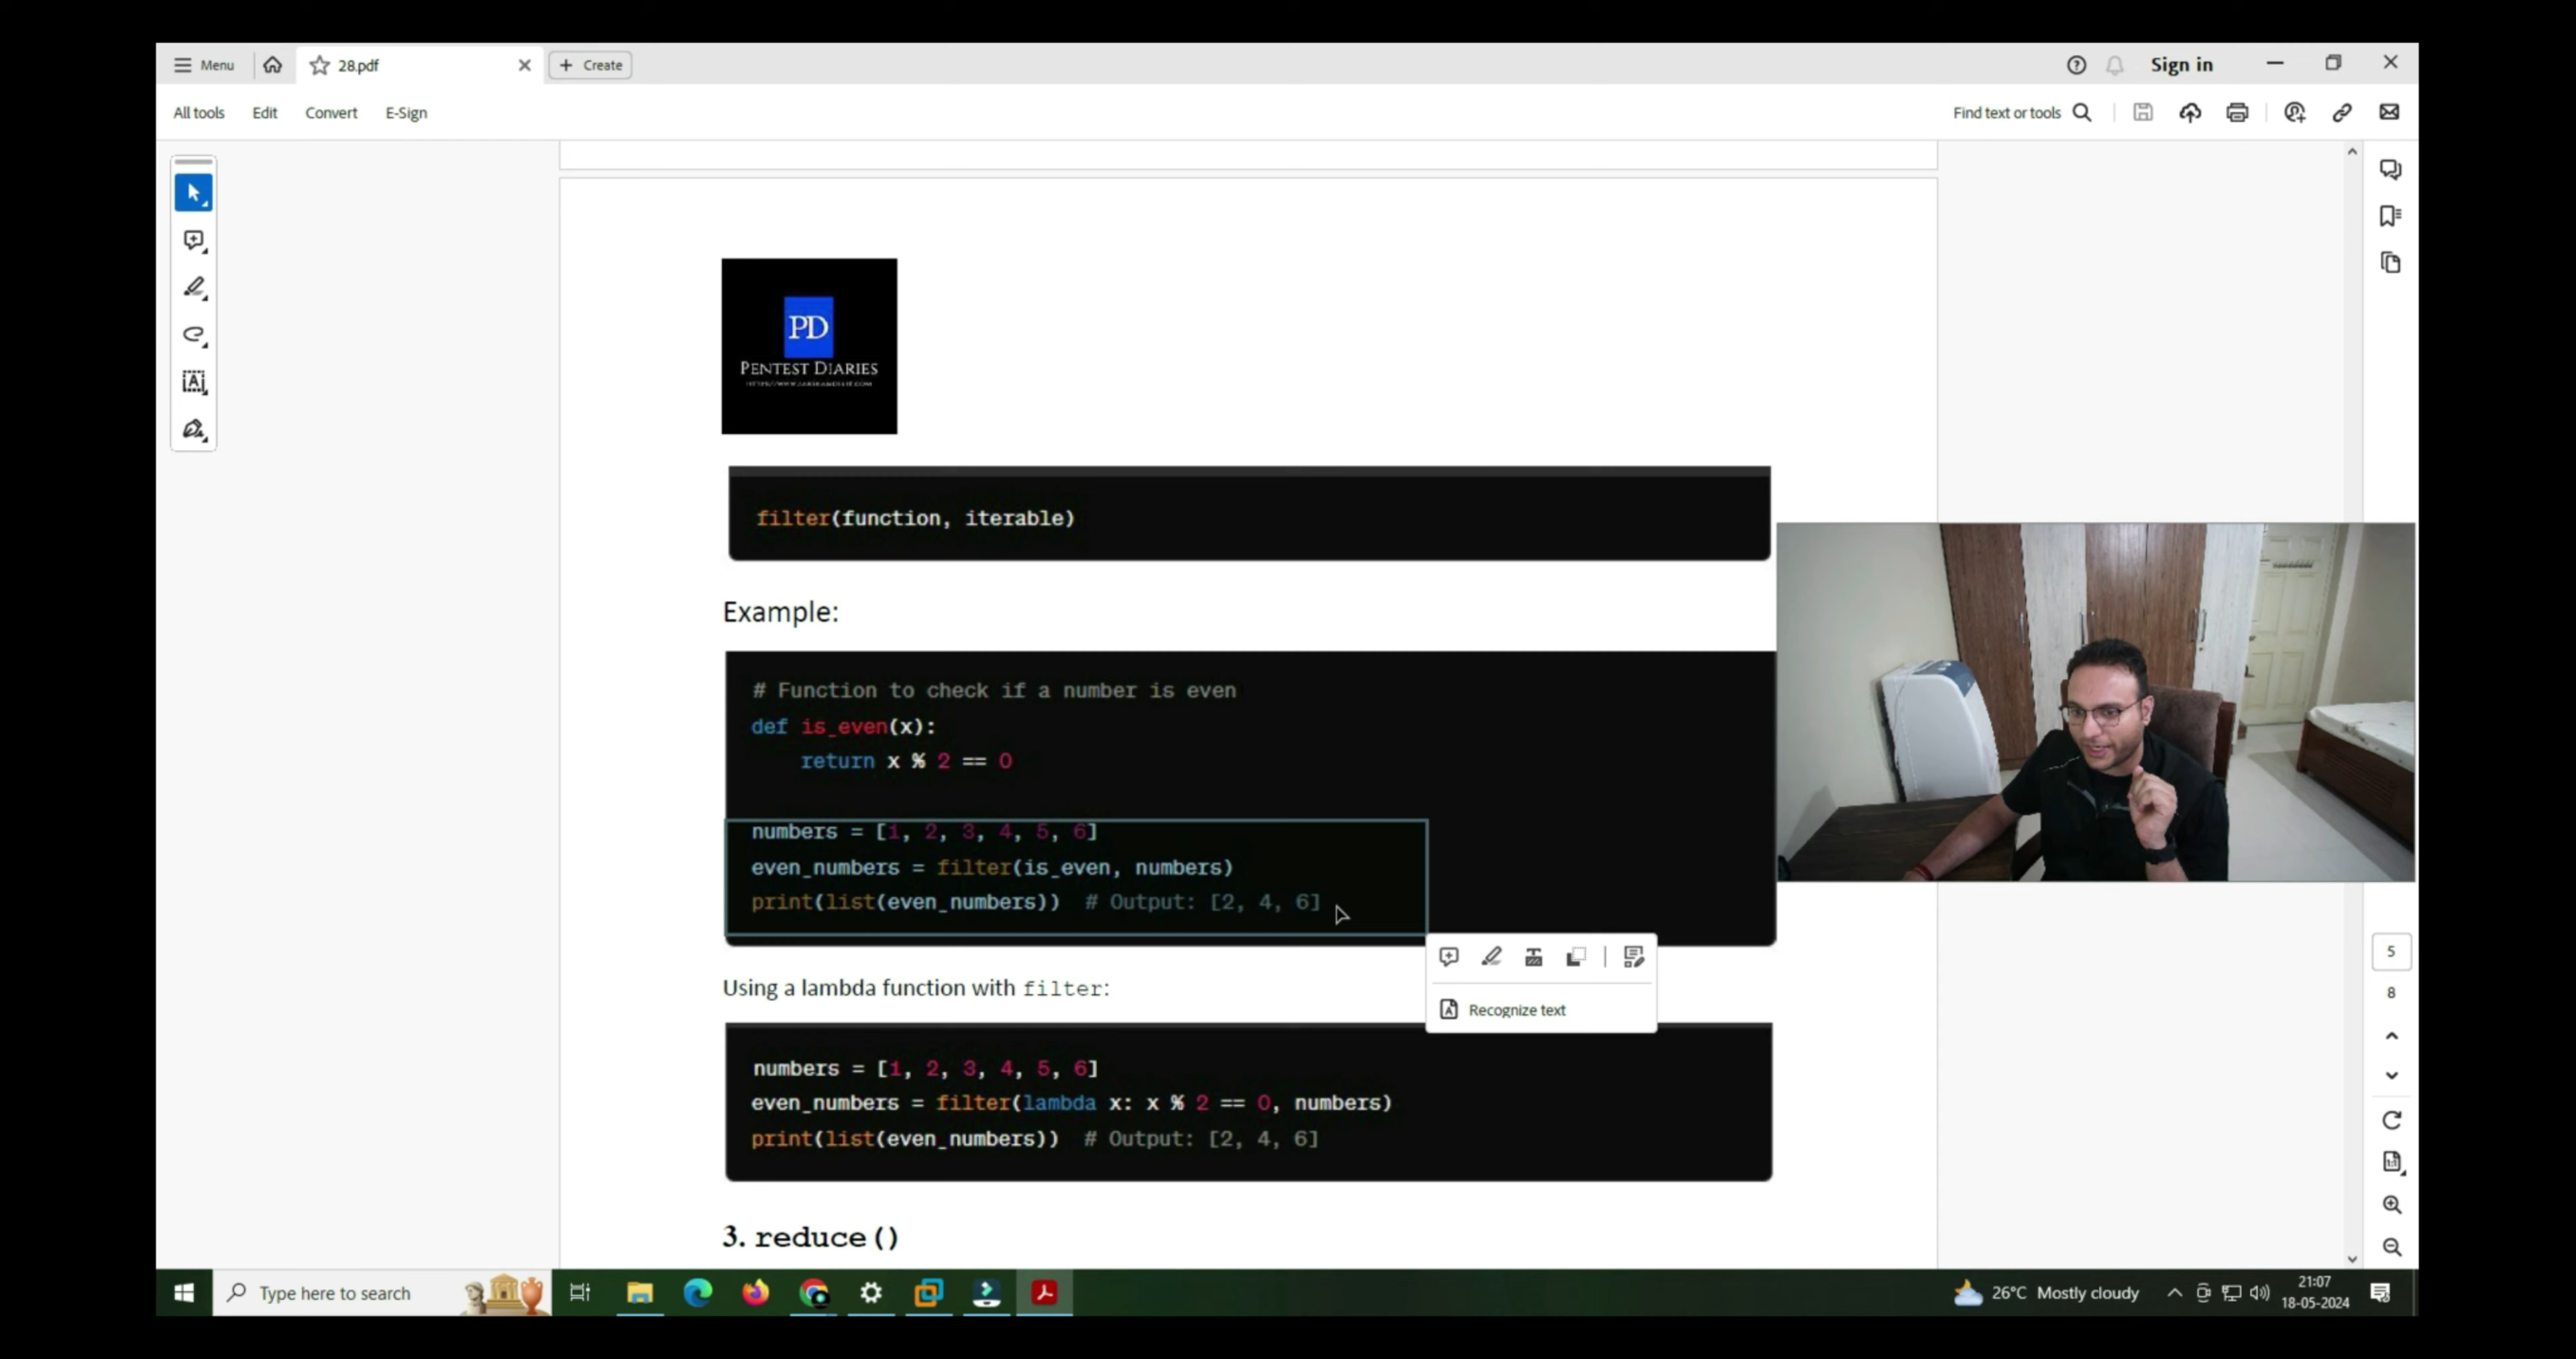 Menu
28.pdf
Create
Sign in
All tools
Edit
Convert
E-Sign
Find text or tools
PD
PENTEST DIARIES
filter(function, iterable)
Example:
# Function to check if a number is even
def is_even(x):
return x % 2 == 0
numbers = [1, 2, 3, 4, 5, 6]
even_numbers = filter(is_even, numbers)
print(list(even_numbers)) # Output: [2, 4, 6]
Recognize text
Using a lambda function with filter:
numbers = [1, 2, 3, 4, 5, 6]
even_numbers = filter(lambda x: x % 2 == 0, numbers)
print(list(even_numbers)) # Output: [2, 4, 6]
3. reduce()
5
8
Type here to search
26°C Mostly cloudy
21:07
18-05-2024